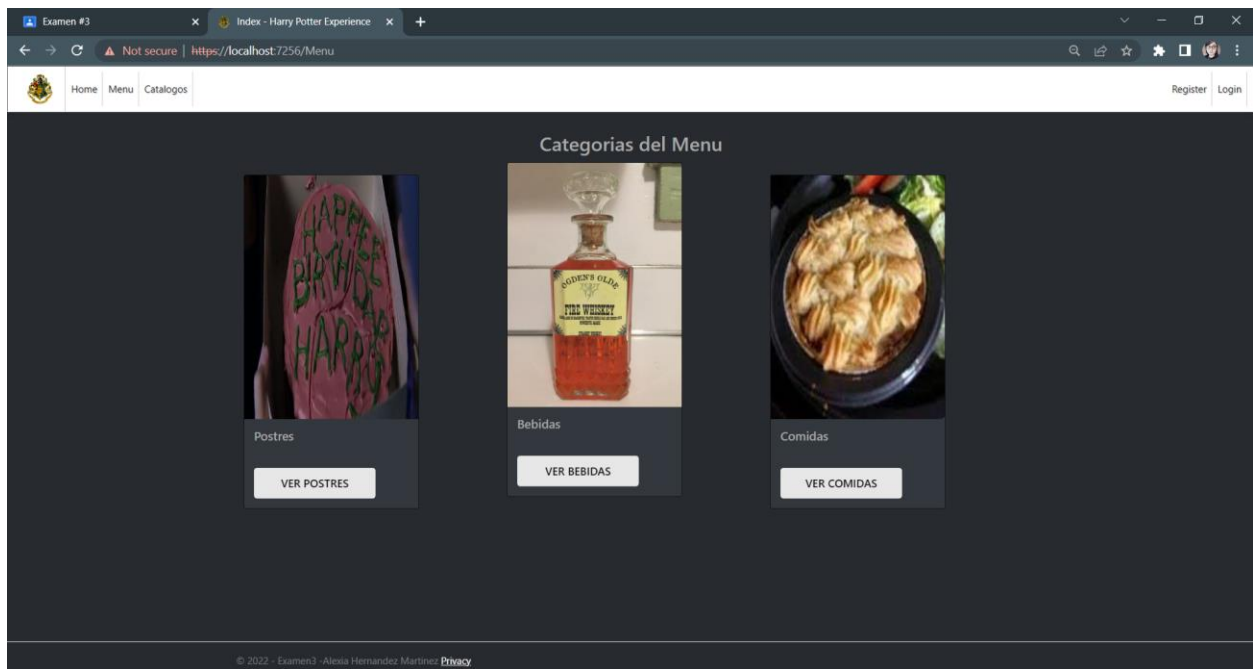 Examen #3
Index - Harry Potter Experience
Not secure | https://localhost:7256/Menu
Home Menu Catalogos Register Login
Categorias del Menu
HAPPEE
BIRTHDAE
HARRY
OGDEN'S OLDE
FIRE WHISKEY
Postres
Bebidas
Comidas
VER POSTRES
VER BEBIDAS
VER COMIDAS
© 2022 - Examen3 -Alexia Hernandez Martinez Privacy